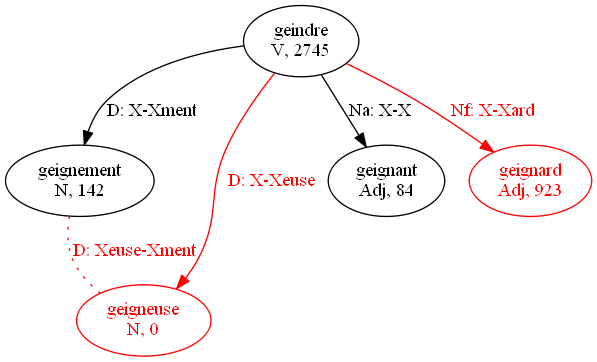 geindre
V, 2745
D: X-Xment
Na: X-X
Nf: X-Xard
geignement
N, 142
D: X-Xeuse
geignant
Adj, 84
geignard
Adj, 923
D: Xeuse-Xment
geigneuse
N, 0